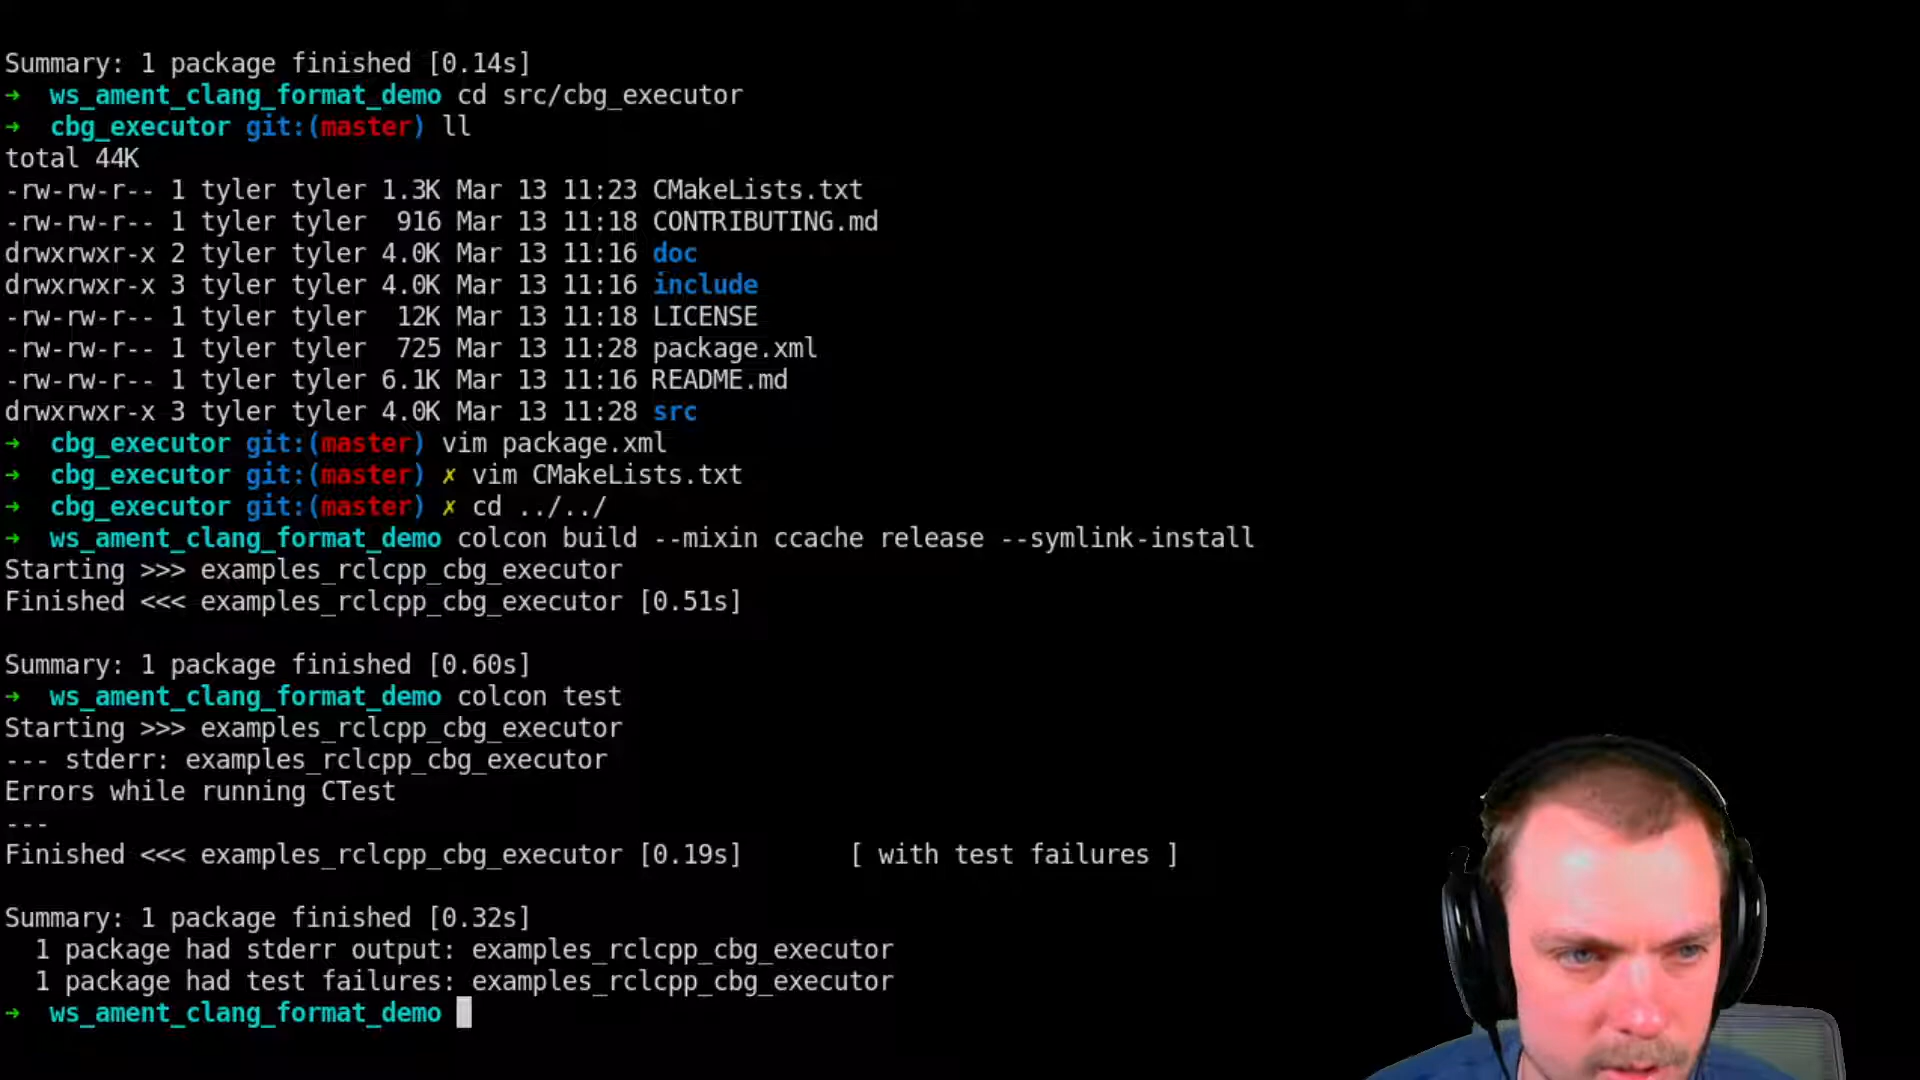 Summary: 1 package finished [0.14s]
→ ws_ament_clang_format_demo cd src/cbg_executor
→ cbg_executor git:(master) ll
total 44K
-rw-rw-r-- 1 tyler tyler 1.3K Mar 13 11:23 CMakeLists.txt
-rw-rw-r-- 1 tyler tyler  916 Mar 13 11:18 CONTRIBUTING.md
drwxrwxr-x 2 tyler tyler 4.0K Mar 13 11:16 doc
drwxrwxr-x 3 tyler tyler 4.0K Mar 13 11:16 include
-rw-rw-r-- 1 tyler tyler  12K Mar 13 11:18 LICENSE
-rw-rw-r-- 1 tyler tyler  725 Mar 13 11:28 package.xml
-rw-rw-r-- 1 tyler tyler 6.1K Mar 13 11:16 README.md
drwxrwxr-x 3 tyler tyler 4.0K Mar 13 11:28 src
→ cbg_executor git:(master) vim package.xml
→ cbg_executor git:(master) ✗ vim CMakeLists.txt
→ cbg_executor git:(master) ✗ cd ../../
→ ws_ament_clang_format_demo colcon build --mixin ccache release --symlink-install
Starting >>> examples_rclcpp_cbg_executor
Finished <<< examples_rclcpp_cbg_executor [0.51s]
Summary: 1 package finished [0.60s]
→ ws_ament_clang_format_demo colcon test
Starting >>> examples_rclcpp_cbg_executor
--- stderr: examples_rclcpp_cbg_executor
Errors while running CTest
---
Finished <<< examples_rclcpp_cbg_executor [0.19s] [ with test failures ]
Summary: 1 package finished [0.32s]
1 package had stderr output: examples_rclcpp_cbg_executor
1 package had test failures: examples_rclcpp_cbg_executor
→ ws_ament_clang_format_demo